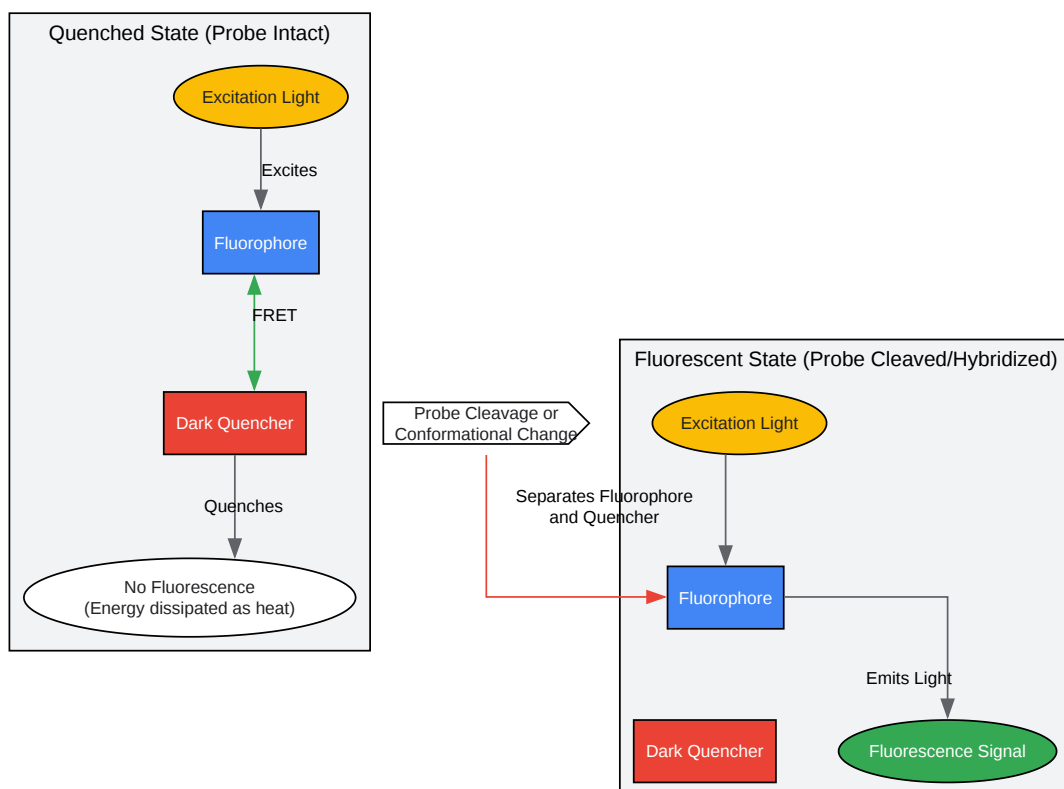 Quenched State (Probe Intact)
Excitation Light
Excites
Fluorophore
FRET
Dark Quencher
Quenches
No Fluorescence
(Energy dissipated as heat)
Probe Cleavage or
Conformational Change
Separates Fluorophore
and Quencher
Fluorescent State (Probe Cleaved/Hybridized)
Excitation Light
Fluorophore
Emits Light
Dark Quencher
Fluorescence Signal